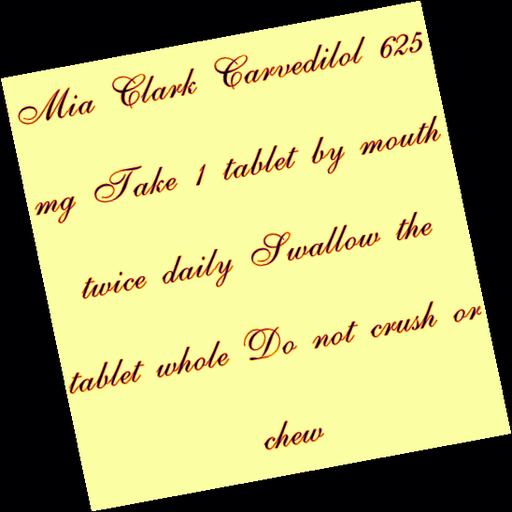 Mia Clark Carvedilol 625
mg Take 1 tablet by mouth
twice daily Swallow the
tablet whole Do not crush or
chew